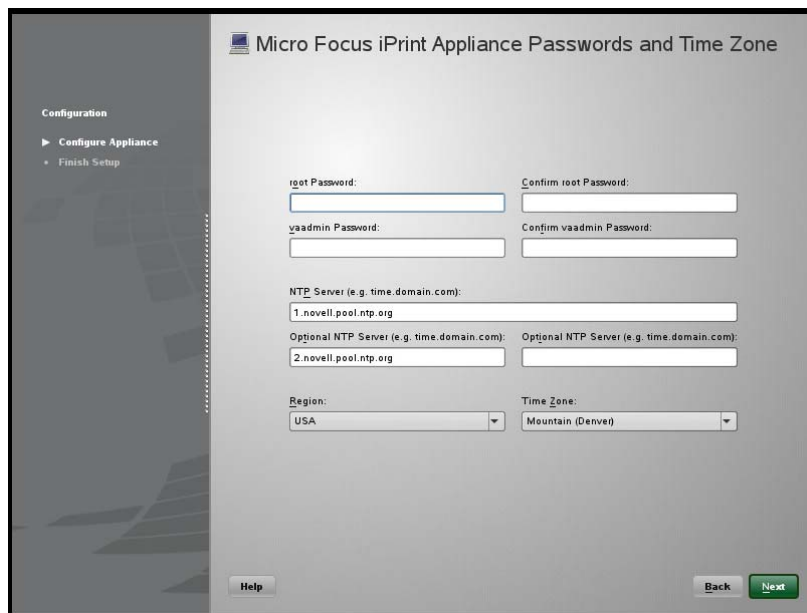 Micro Focus iPrint Appliance Passwords and Time Zone
Configuration
Configure Appliance
Finish Setup
root Password:
Confirm root Password:
vaadmin Password:
Confirm vaadmin Password:
NTP Server (e.g. time.domain.com):
1.novell.pool.ntp.org
Optional NTP Server (e.g. time.domain.com):
Optional NTP Server (e.g. time.domain.com):
2.novell.pool.ntp.org
Region:
Time Zone:
USA
Mountain (Denver)
Help
Back
Next